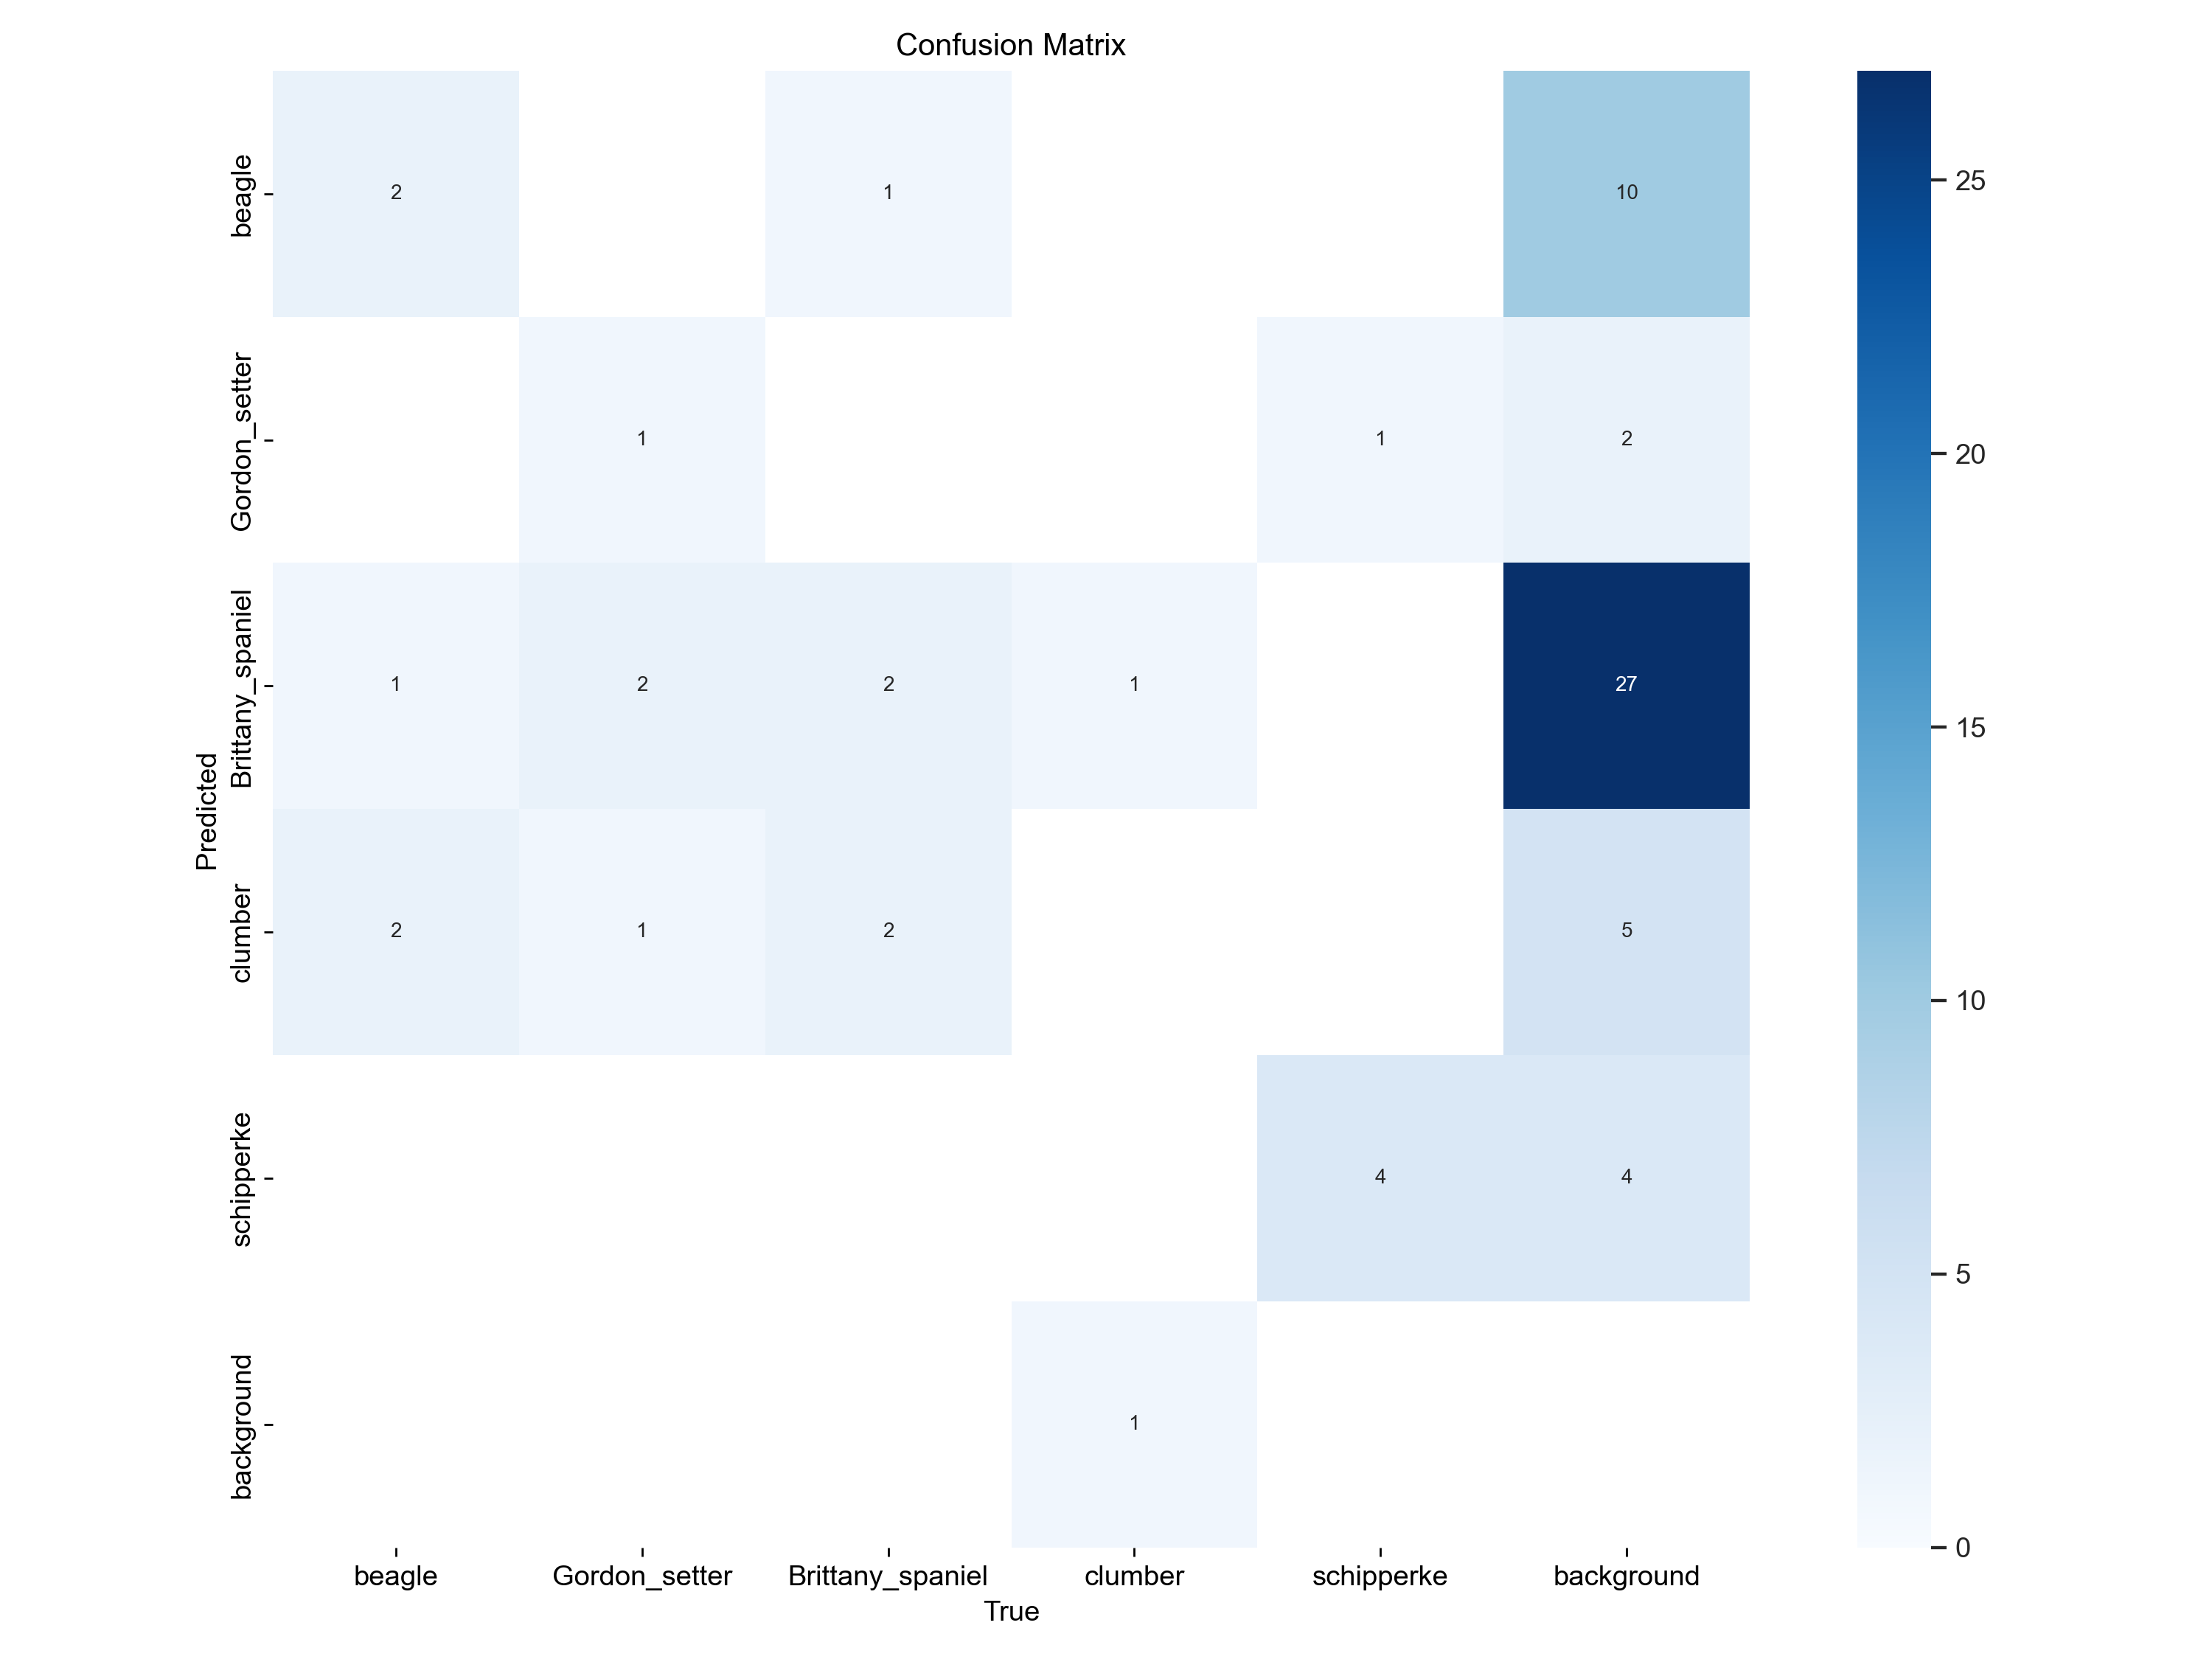 Confusion Matrix
beagle
2
1
10
25
Gordon_setter
1
1
2
20
Brittany_spaniel
1
2
2
1
27
15
Predicted
clumber
2
1
2
5
10
schipperke
4
4
5
background
1
0
beagle
Gordon_setter
Brittany_spaniel
clumber
schipperke
background
True